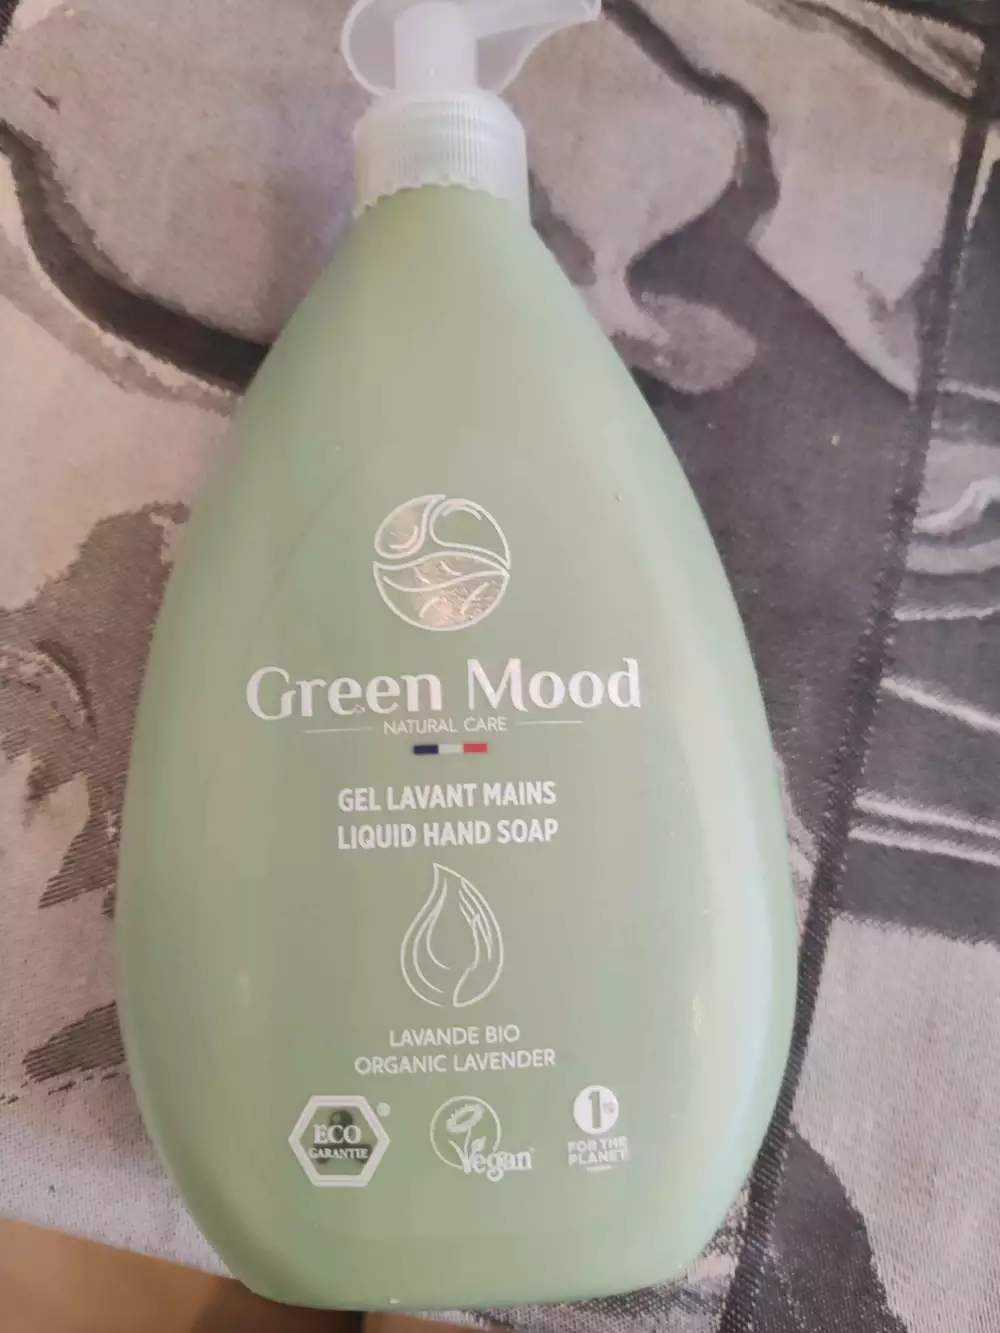 Green Mood
NATURAL CARE
GEL LAVANT MAINS
LIQUID HAND SOAP
LAVANDE BIO
ORGANIC LAVENDER
ECO
GARANTIE
Vegan
1%
FOR THE
PLANET